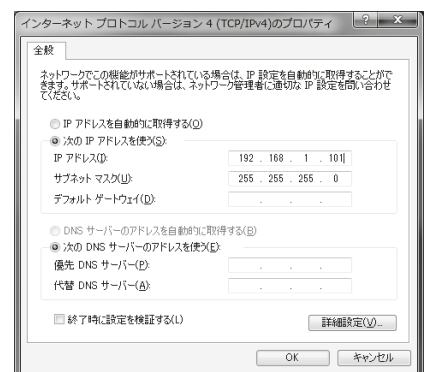 インターネット プロトコル バージョン 4 (TCP/IPv4)のプロパティ
全般
ネットワークでこの機能がサポートされている場合は、IP 設定を自動的に取得することがで
きます。サポートされていない場合は、ネットワーク管理者に適切な IP 設定を問い合わせ
てください。
IP アドレスを自動的に取得する(O)
次の IP アドレスを使う(S):
IP アドレス(I): 192 . 168 . 1 . 101
サブネット マスク(U): 255 . 255 . 255 . 0
デフォルト ゲートウェイ(D): . . .
DNS サーバーのアドレスを自動的に取得する(B)
次の DNS サーバーのアドレスを使う(E):
優先 DNS サーバー(P): . . .
代替 DNS サーバー(A): . . .
終了時に設定を検証する(L)
詳細設定(V)...
OK
キャンセル